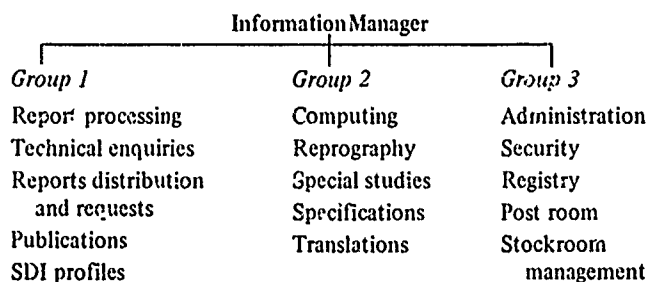 Information Manager
Group 1
Report processing
Technical enquiries
Reports distribution
and requests
Publications
SDI profiles
Group 2
Computing
Reprography
Special studies
Specifications
Translations
Group 3
Administration
Security
Registry
Post room
Stockroom
management